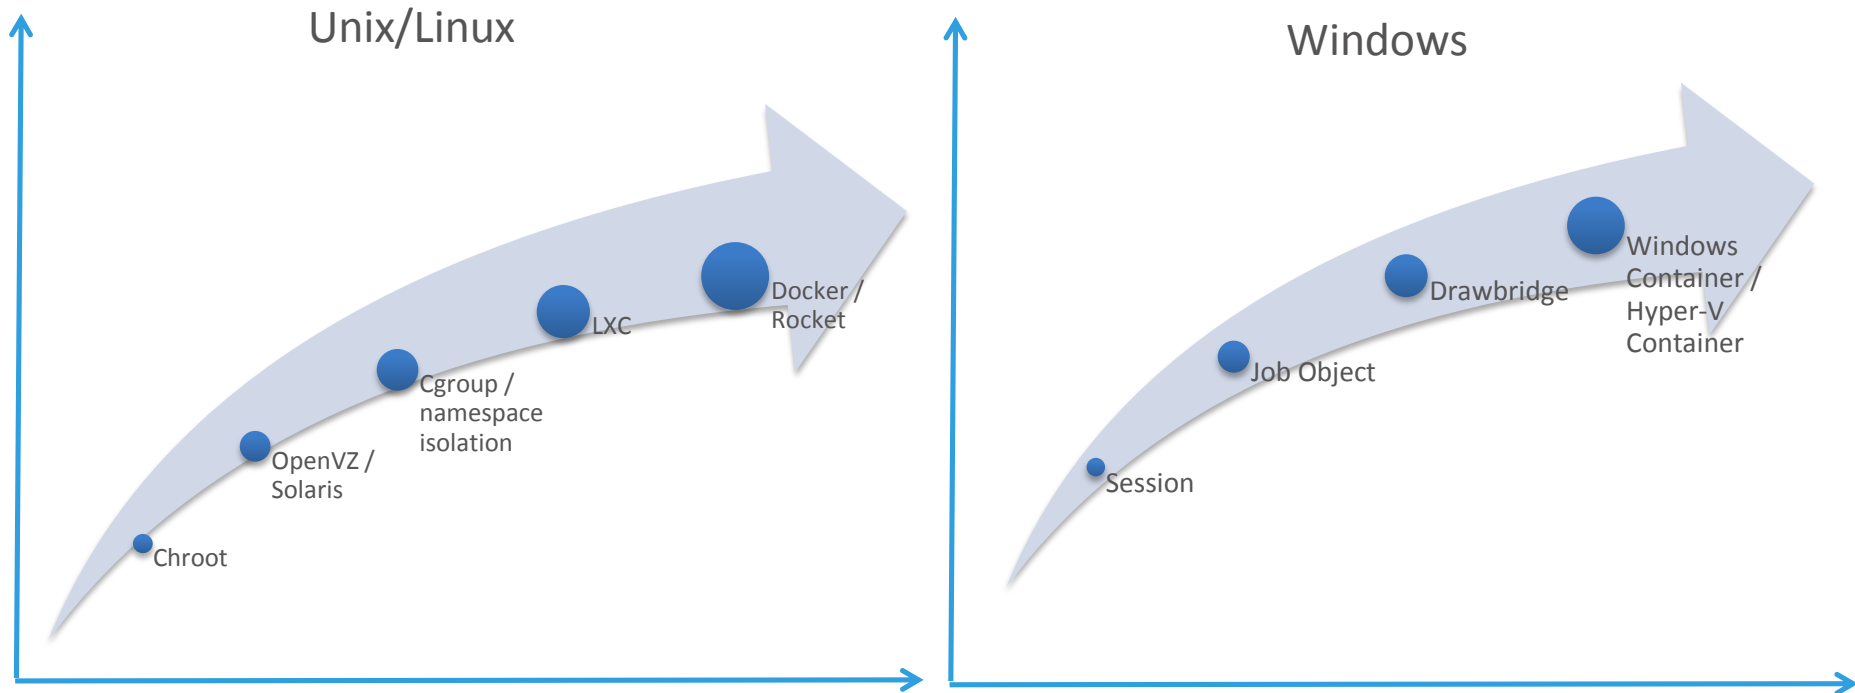 Unix/Linux
Chroot
OpenVZ /
Solaris
Cgroup /
namespace
isolation
LXC
Docker /
Rocket
Windows
Session
Job Object
Drawbridge
Windows
Container /
Hyper-V
Container